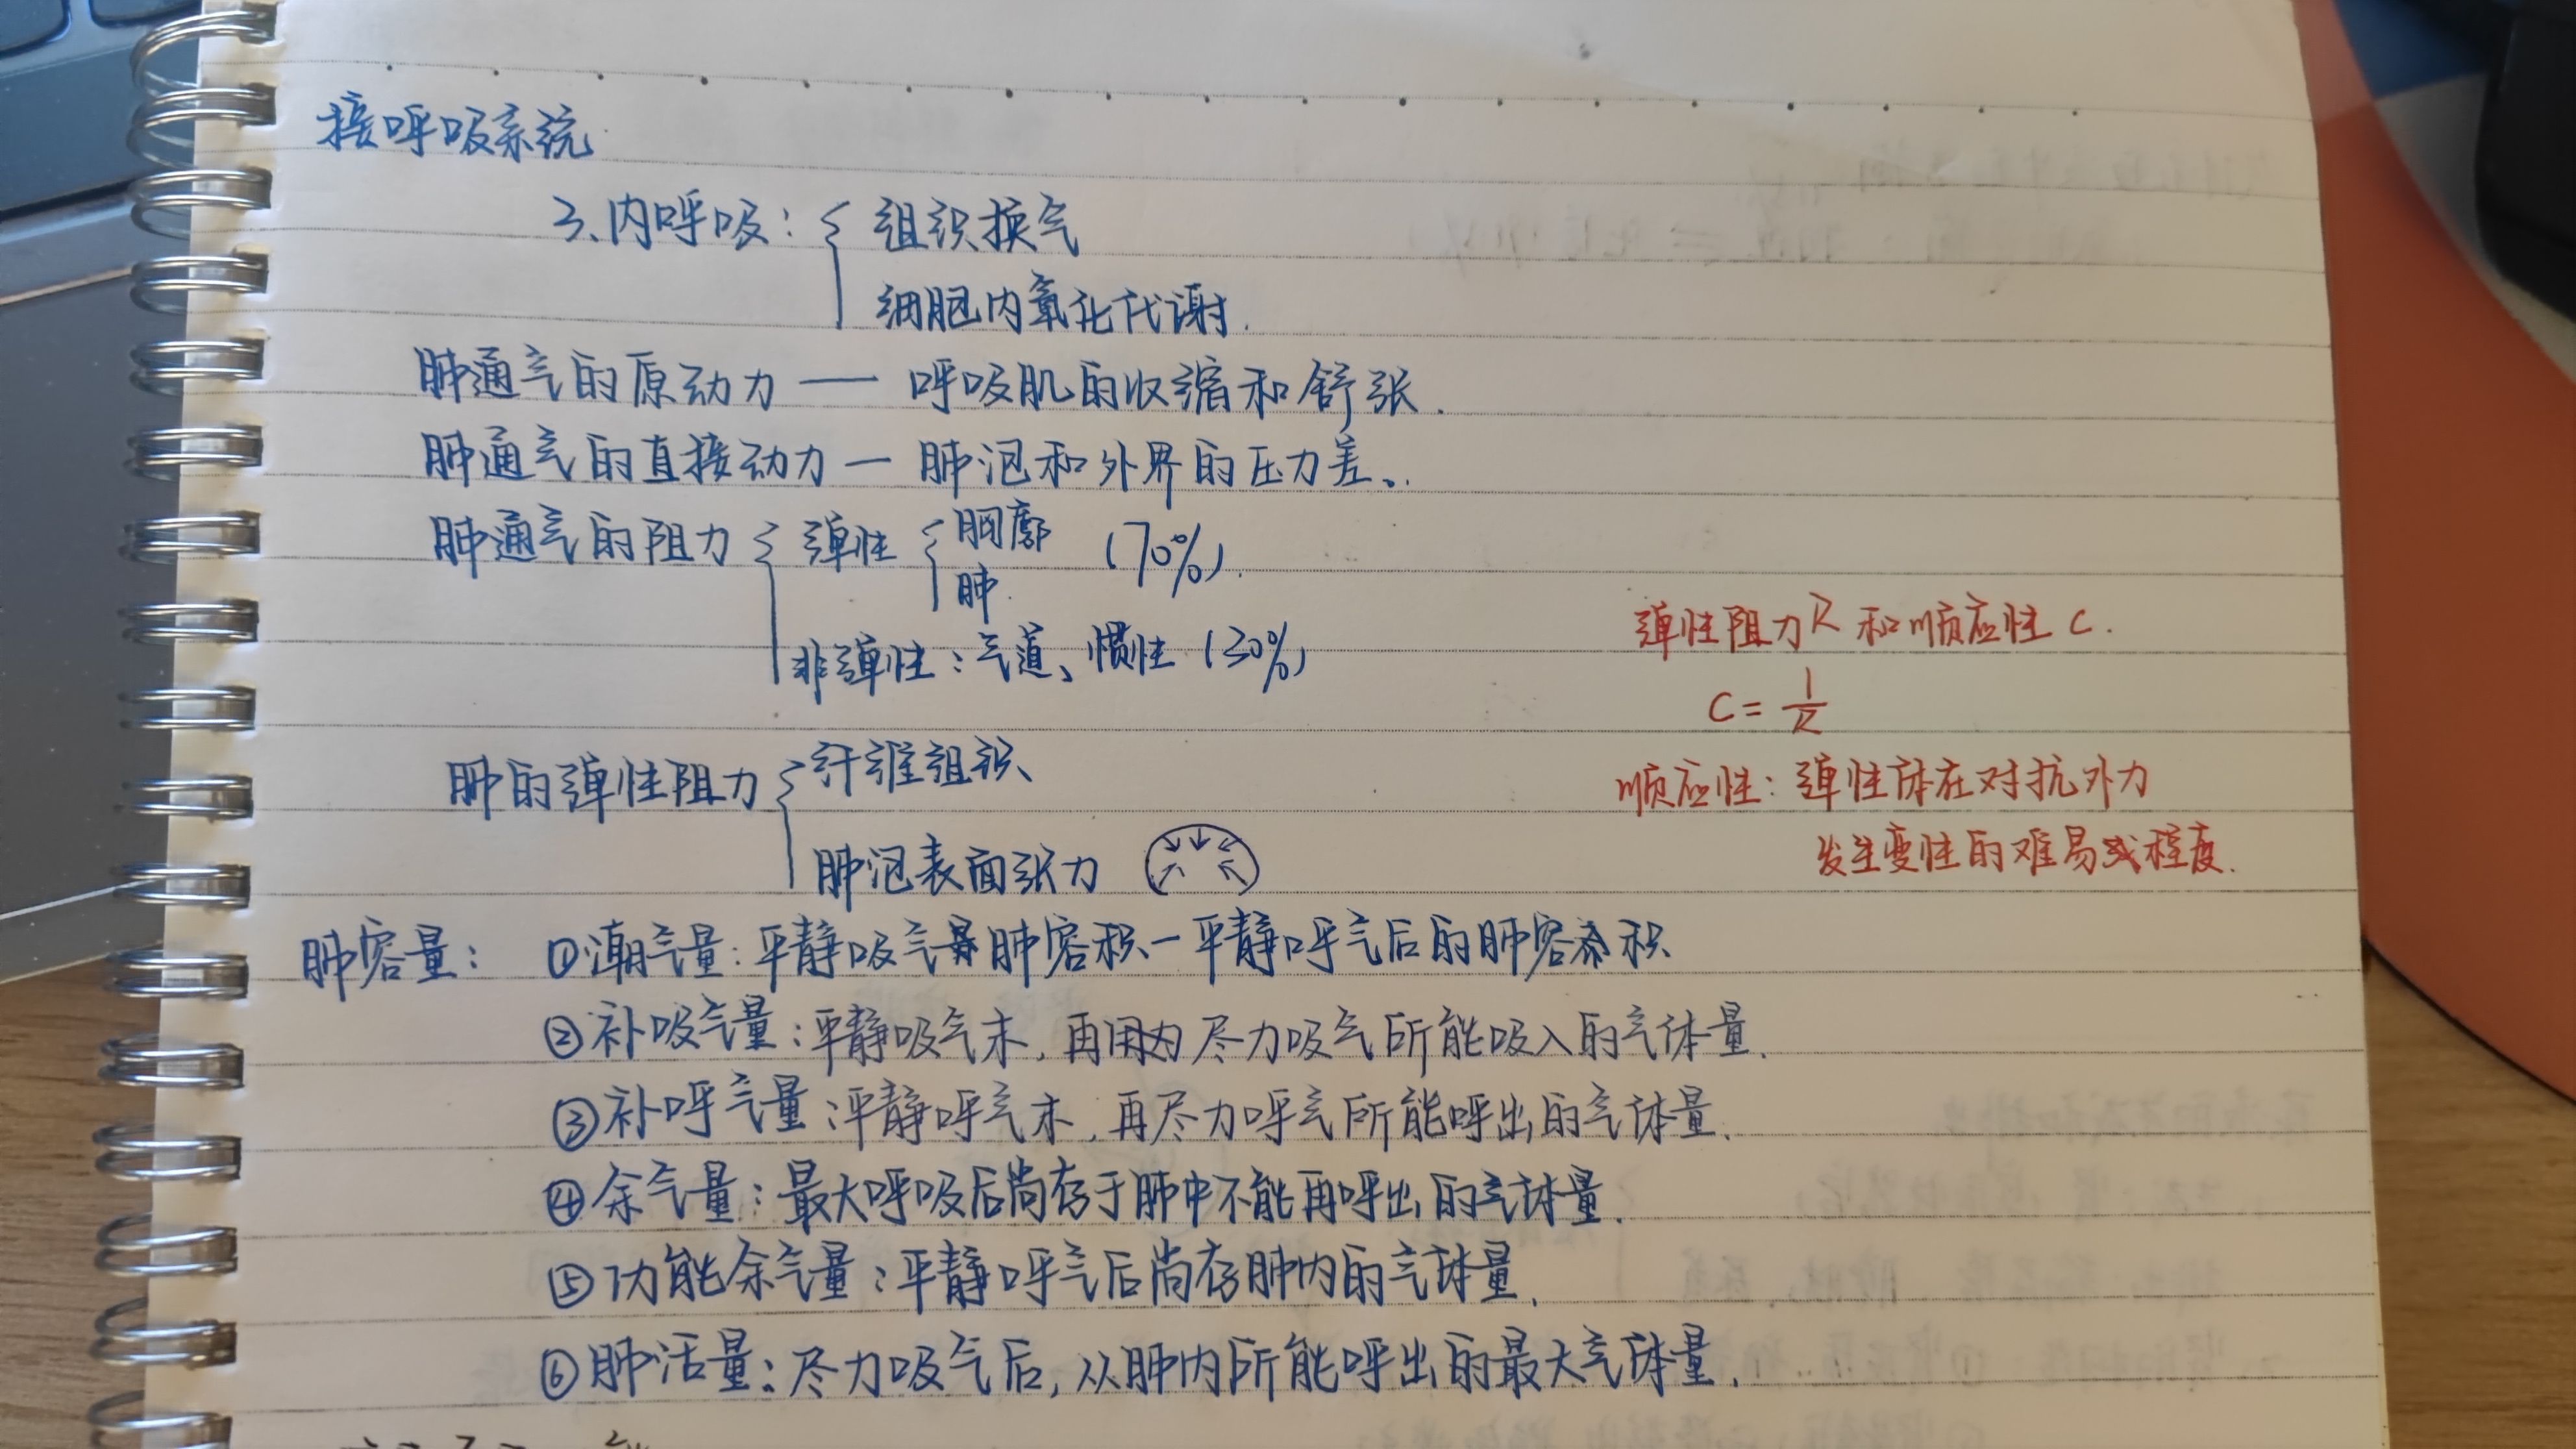 接呼吸系统
3、内呼吸：{ 组织换气
细胞内氧化代谢.
肺通气的原动力 —— 呼吸肌的收缩和舒张.
肺通气的直接动力 — 肺泡和外界的压力差。
肺通气的阻力 { 弹性 { 胸廓 (70%).
肺.
非弹性：气道、惯性 (30%)
弹性阻力R 和顺应性 C.
C = 1/R
顺应性：弹性体在对抗外力
发生变性的难易程度.
肺的弹性阻力 { 纤维组织
肺泡表面张力
肺容量： ①潮气量：平静吸气肺容积－平静呼气后的肺容积
②补吸气量：平静吸气末, 再尽力吸气所能吸入的气体量.
③补呼气量：平静呼气末, 再尽力呼气所能呼出的气体量.
④余气量：最大呼吸后尚存于肺中不能再呼出的气体量.
⑤功能余气量：平静呼气后尚存肺内的气体量.
⑥肺活量：尽力吸气后, 从肺内所能呼出的最大气体量.